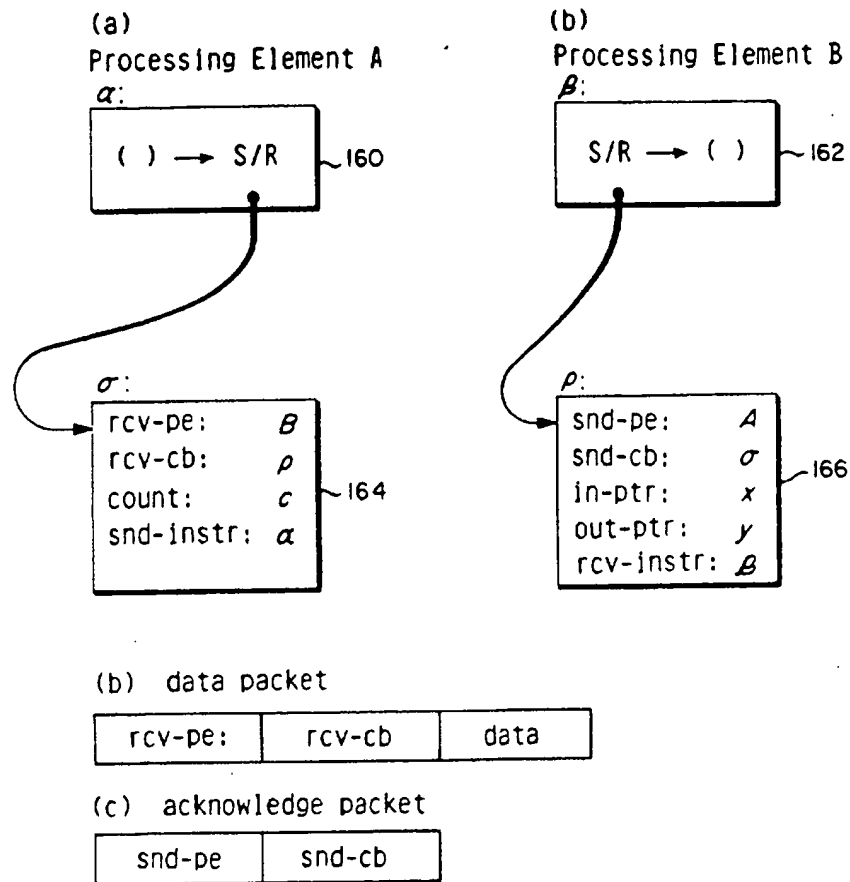 (a)
Processing Element A
α:
( ) → S/R
160
σ:
rcv-pe: B
rcv-cb: ρ
count: c
snd-instr: α
164
(b)
Processing Element B
β:
S/R → ( )
162
ρ:
snd-pe: A
snd-cb: σ
in-ptr: x
out-ptr: y
rcv-instr: β
166
(b) data packet
rcv-pe: rcv-cb data
(c) acknowledge packet
snd-pe snd-cb